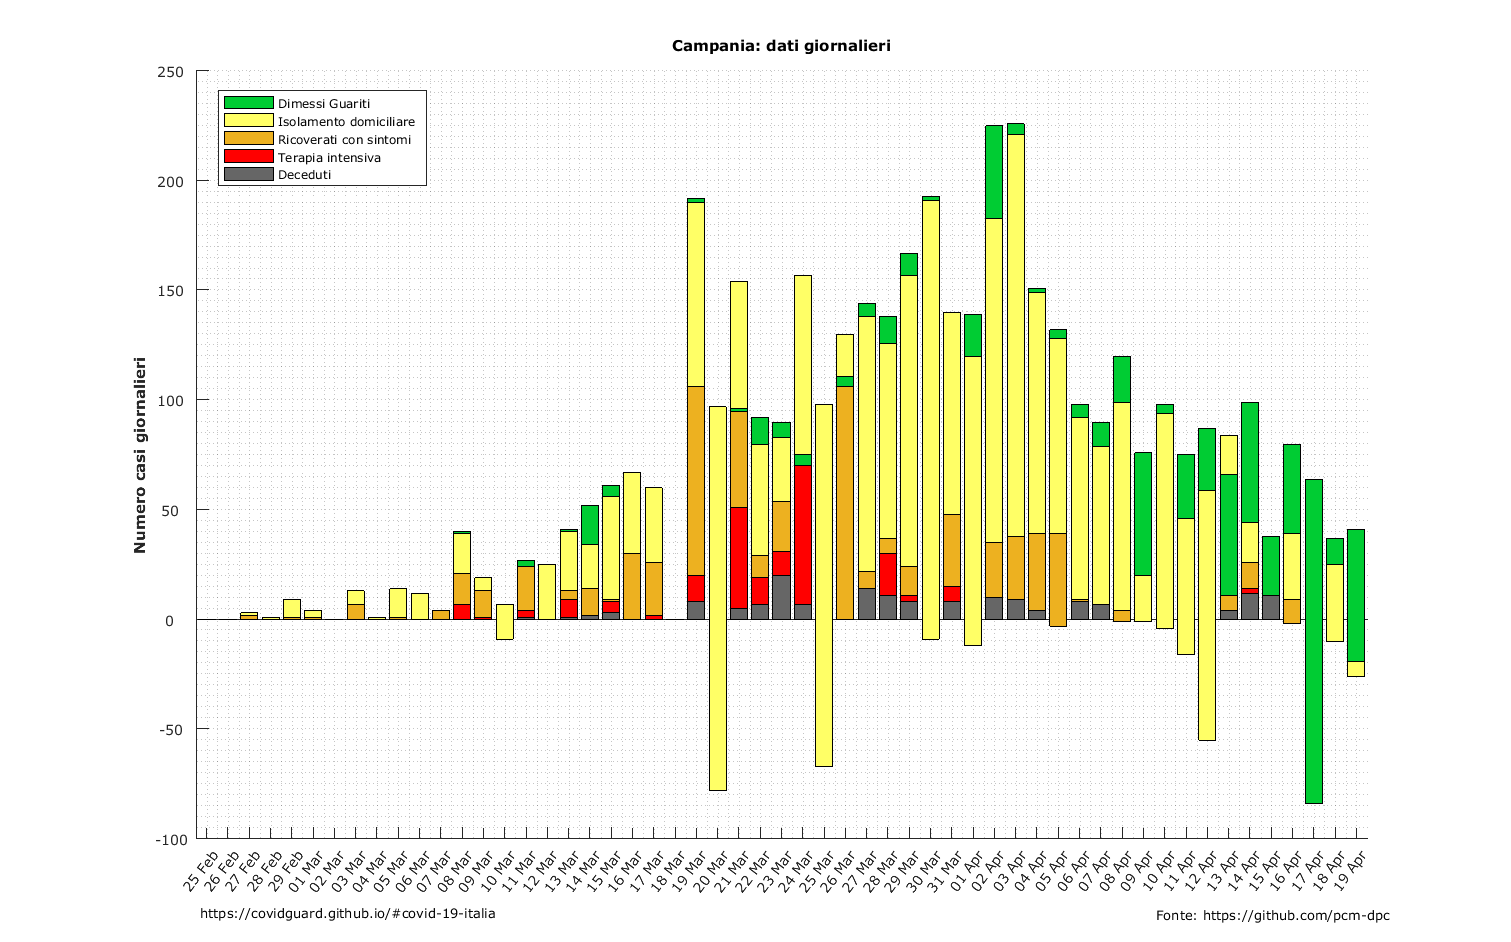 Campania: dati giornalieri
250
200
150
100
50
0
-50
-100
Numero casi giornalieri
Dimessi Guariti
Isolamento domiciliare
Ricoverati con sintomi
Terapia intensiva
Deceduti
25 Feb
26 Feb
27 Feb
28 Feb
29 Feb
01 Mar
02 Mar
03 Mar
04 Mar
05 Mar
06 Mar
07 Mar
08 Mar
09 Mar
10 Mar
11 Mar
12 Mar
13 Mar
14 Mar
15 Mar
16 Mar
17 Mar
18 Mar
19 Mar
20 Mar
21 Mar
22 Mar
23 Mar
24 Mar
25 Mar
26 Mar
27 Mar
28 Mar
29 Mar
30 Mar
31 Mar
01 Apr
02 Apr
03 Apr
04 Apr
05 Apr
06 Apr
07 Apr
08 Apr
09 Apr
10 Apr
11 Apr
12 Apr
13 Apr
14 Apr
15 Apr
16 Apr
17 Apr
18 Apr
19 Apr
https://covidguard.github.io/#covid-19-italia
Fonte: https://github.com/pcm-dpc